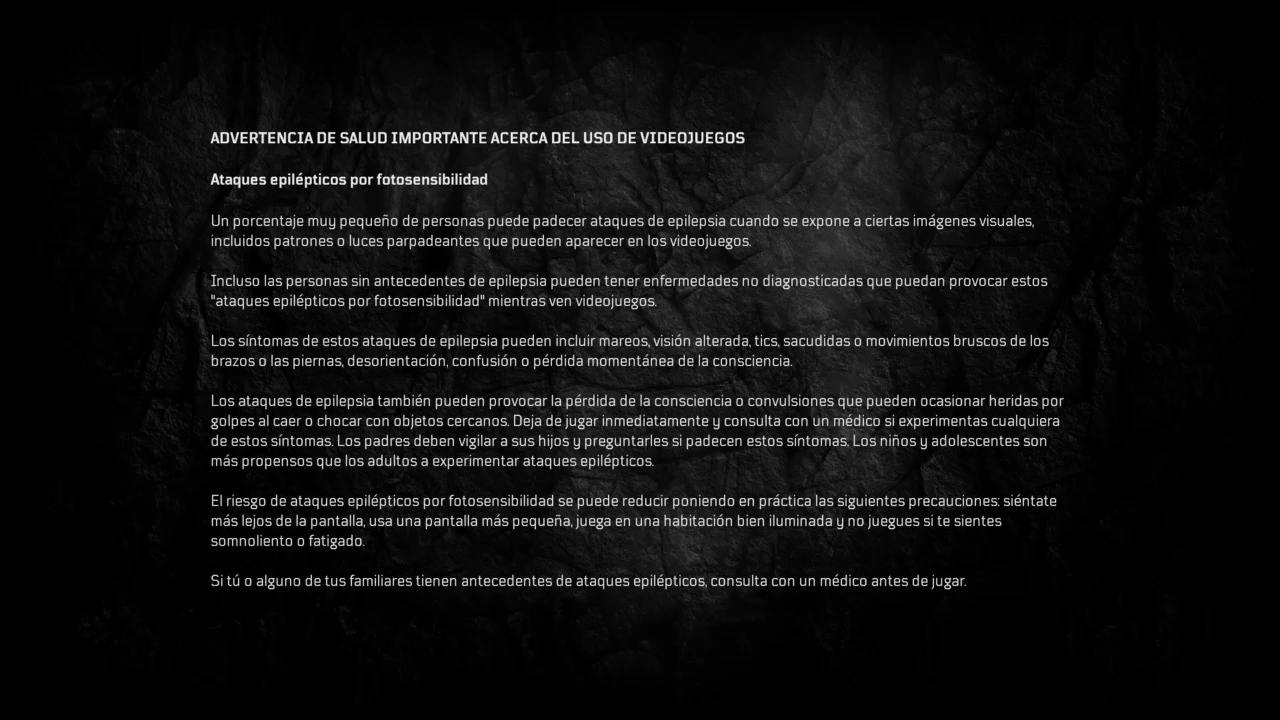 ADVERTENCIA DE SALUD IMPORTANTE ACERCA DEL USO DE VIDEOJUEGOS
Ataques epilépticos por fotosensibilidad
Un porcentaje muy pequeño de personas puede padecer ataques de epilepsia cuando se expone a ciertas imágenes visuales,
incluidos patrones o luces parpadeantes que pueden aparecer en los videojuegos.
Incluso las personas sin antecedentes de epilepsia pueden tener enfermedades no diagnosticadas que puedan provocar estos
"ataques epilépticos por fotosensibilidad" mientras ven videojuegos.
Los síntomas de estos ataques de epilepsia pueden incluir mareos, visión alterada, tics, sacudidas o movimientos bruscos de los
brazos o las piernas, desorientación, confusión o pérdida momentánea de la consciencia.
Los ataques de epilepsia también pueden provocar la pérdida de la consciencia o convulsiones que pueden ocasionar heridas por
golpes al caer o chocar con objetos cercanos. Deja de jugar inmediatamente y consulta con un médico si experimentas cualquiera
de estos síntomas. Los padres deben vigilar a sus hijos y preguntarles si padecen estos síntomas. Los niños y adolescentes son
más propensos que los adultos a experimentar ataques epilépticos.
El riesgo de ataques epilépticos por fotosensibilidad se puede reducir poniendo en práctica las siguientes precauciones: siéntate
más lejos de la pantalla, usa una pantalla más pequeña, juega en una habitación bien iluminada y no juegues si te sientes
somnoliento o fatigado.
Si tú o alguno de tus familiares tienen antecedentes de ataques epilépticos, consulta con un médico antes de jugar.